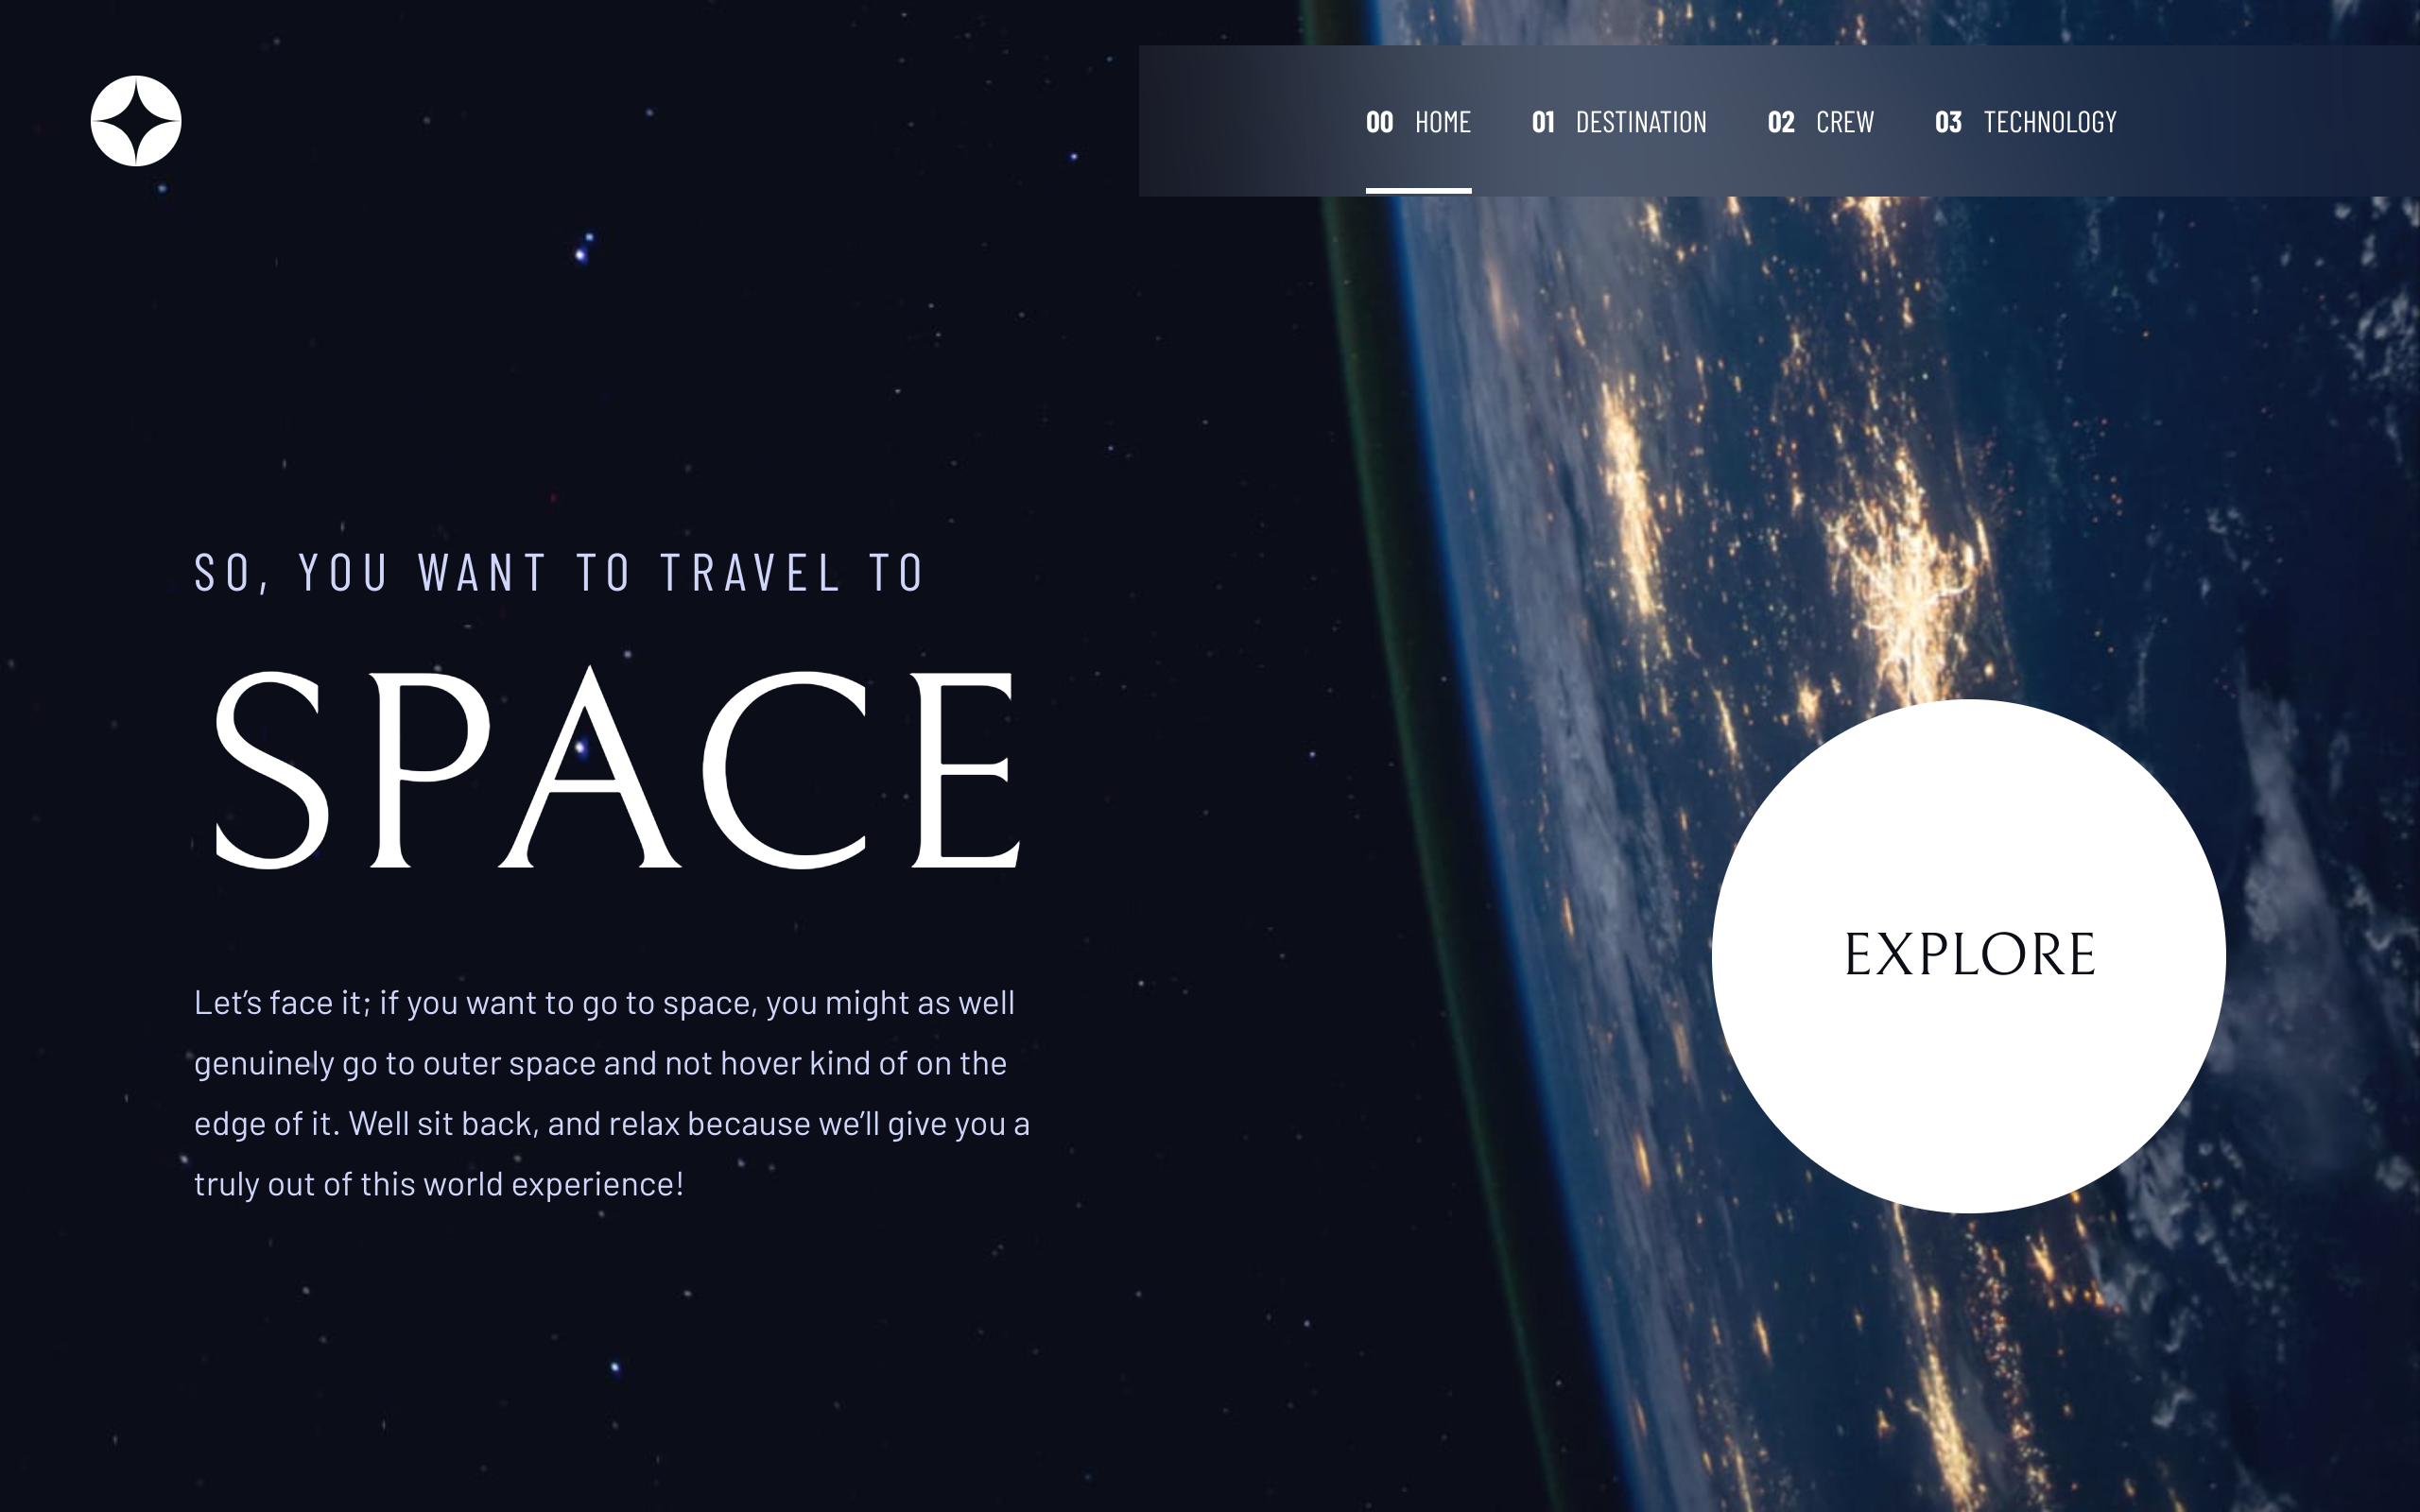 00 HOME 01 DESTINATION 02 CREW 03 TECHNOLOGY
SO, YOU WANT TO TRAVEL TO
SPACE
Let’s face it; if you want to go to space, you might as well
genuinely go to outer space and not hover kind of on the
edge of it. Well sit back, and relax because we’ll give you a
truly out of this world experience!
EXPLORE